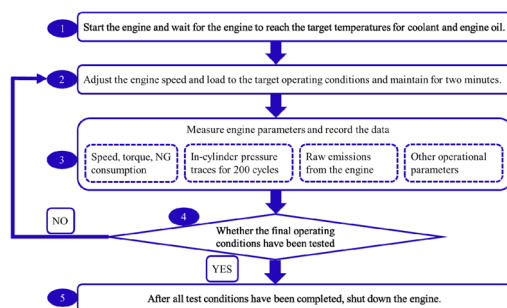 1
Start the engine and wait for the engine to reach the target temperatures for coolant and engine oil.
2
Adjust the engine speed and load to the target operating conditions and maintain for two minutes.
Measure engine parameters and record the data
3
Speed, torque, NG
consumption
In-cylinder pressure
traces for 200 cycles
Raw emissions
from the engine
Other operational
parameters
4
NO
Whether the final operating
conditions have been tested
YES
5
After all test conditions have been completed, shut down the engine.